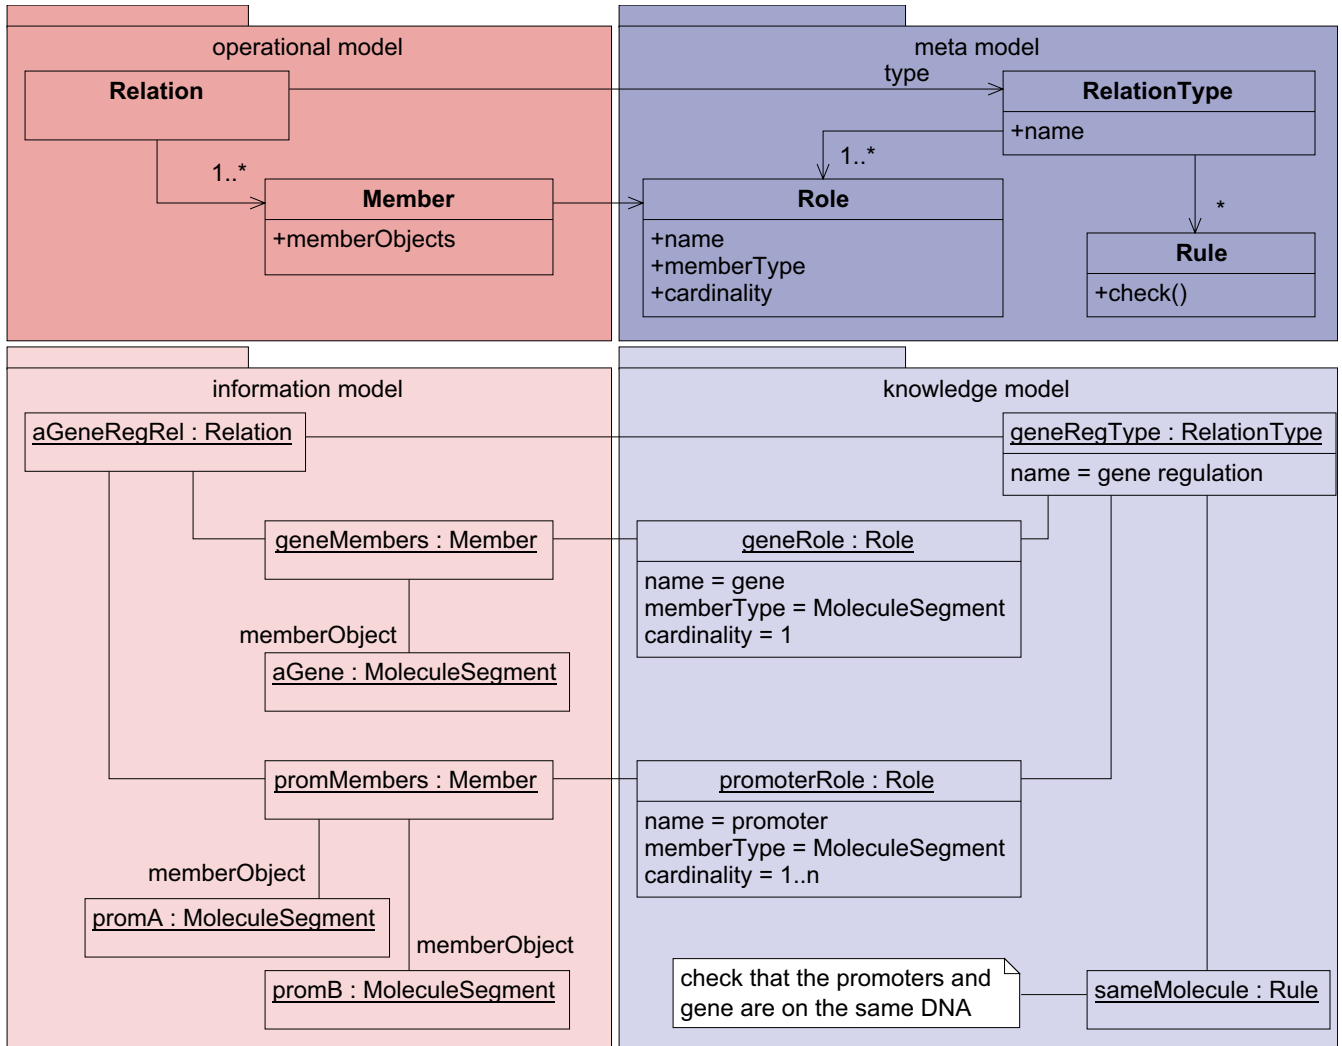 operational model
Relation
1..*
Member
+memberObjects
meta model
type
RelationType
+name
1..*
Role
+name
+memberType
+cardinality
*
Rule
+check()
information model
aGeneRegRel : Relation
geneMembers : Member
memberObject
aGene : MoleculeSegment
promMembers : Member
memberObject
promA : MoleculeSegment
memberObject
promB : MoleculeSegment
knowledge model
geneRegType : RelationType
name = gene regulation
geneRole : Role
name = gene
memberType = MoleculeSegment
cardinality = 1
promoterRole : Role
name = promoter
memberType = MoleculeSegment
cardinality = 1..n
check that the promoters and
gene are on the same DNA
sameMolecule : Rule